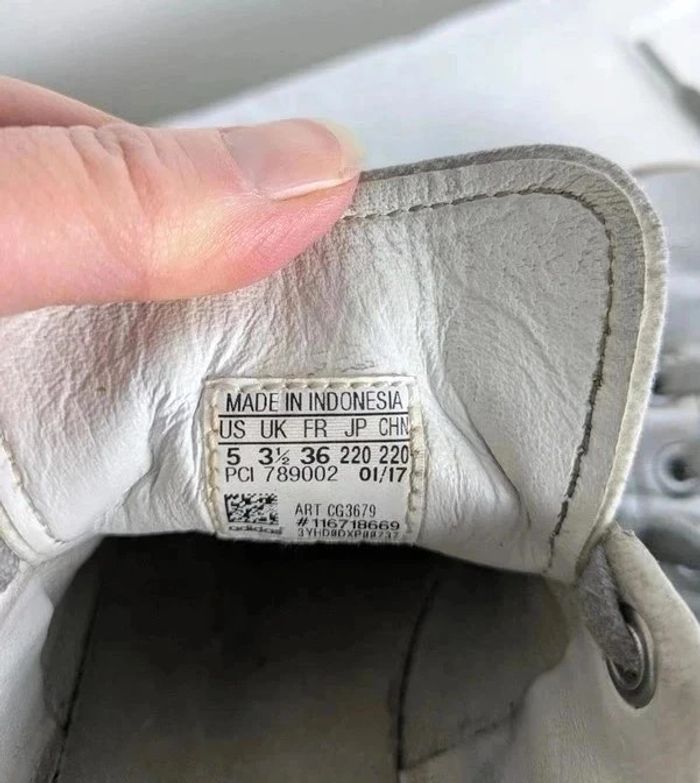 MADE IN INDONESIA
US UK FR JP CHN
5 3½ 36 220 220
PCI 789002 01/17
ART CG3679
#116718669
adidas